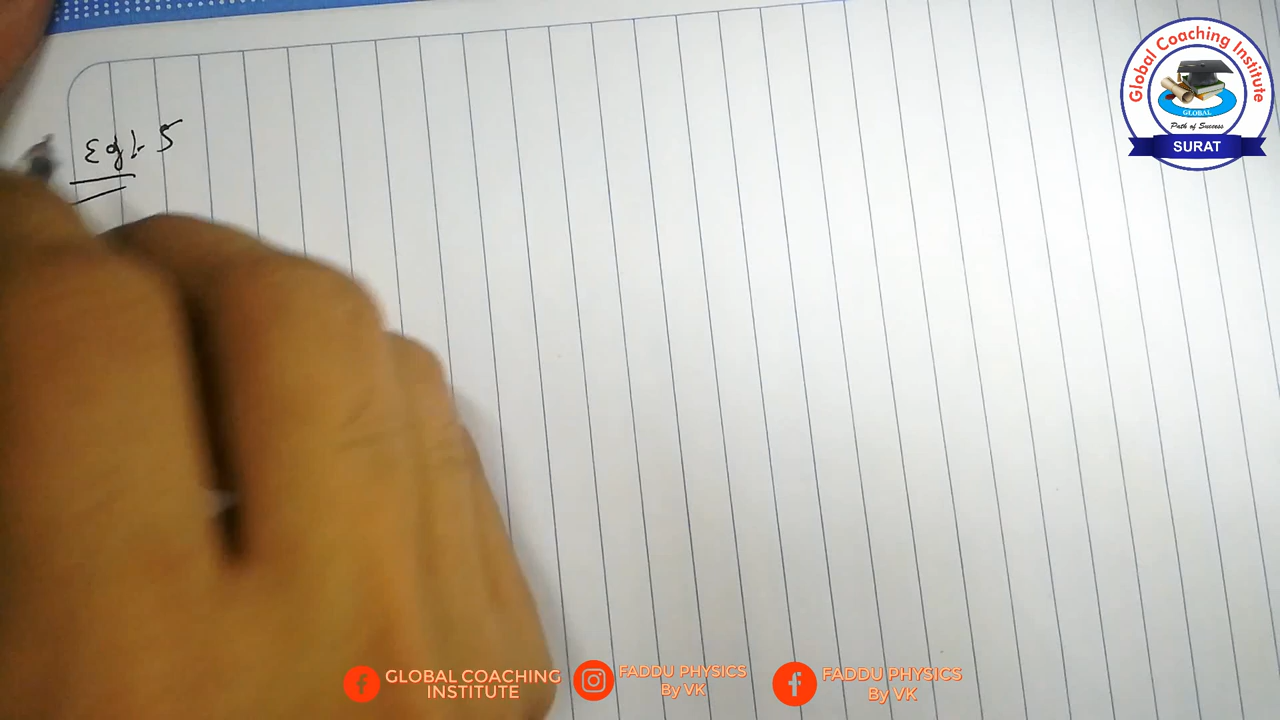 Eg:- 5
Global Coaching Institute
GLOBAL
Path of Success
SURAT
GLOBAL COACHING
INSTITUTE
FADDU PHYSICS
By VK
FADDU PHYSICS
By VK